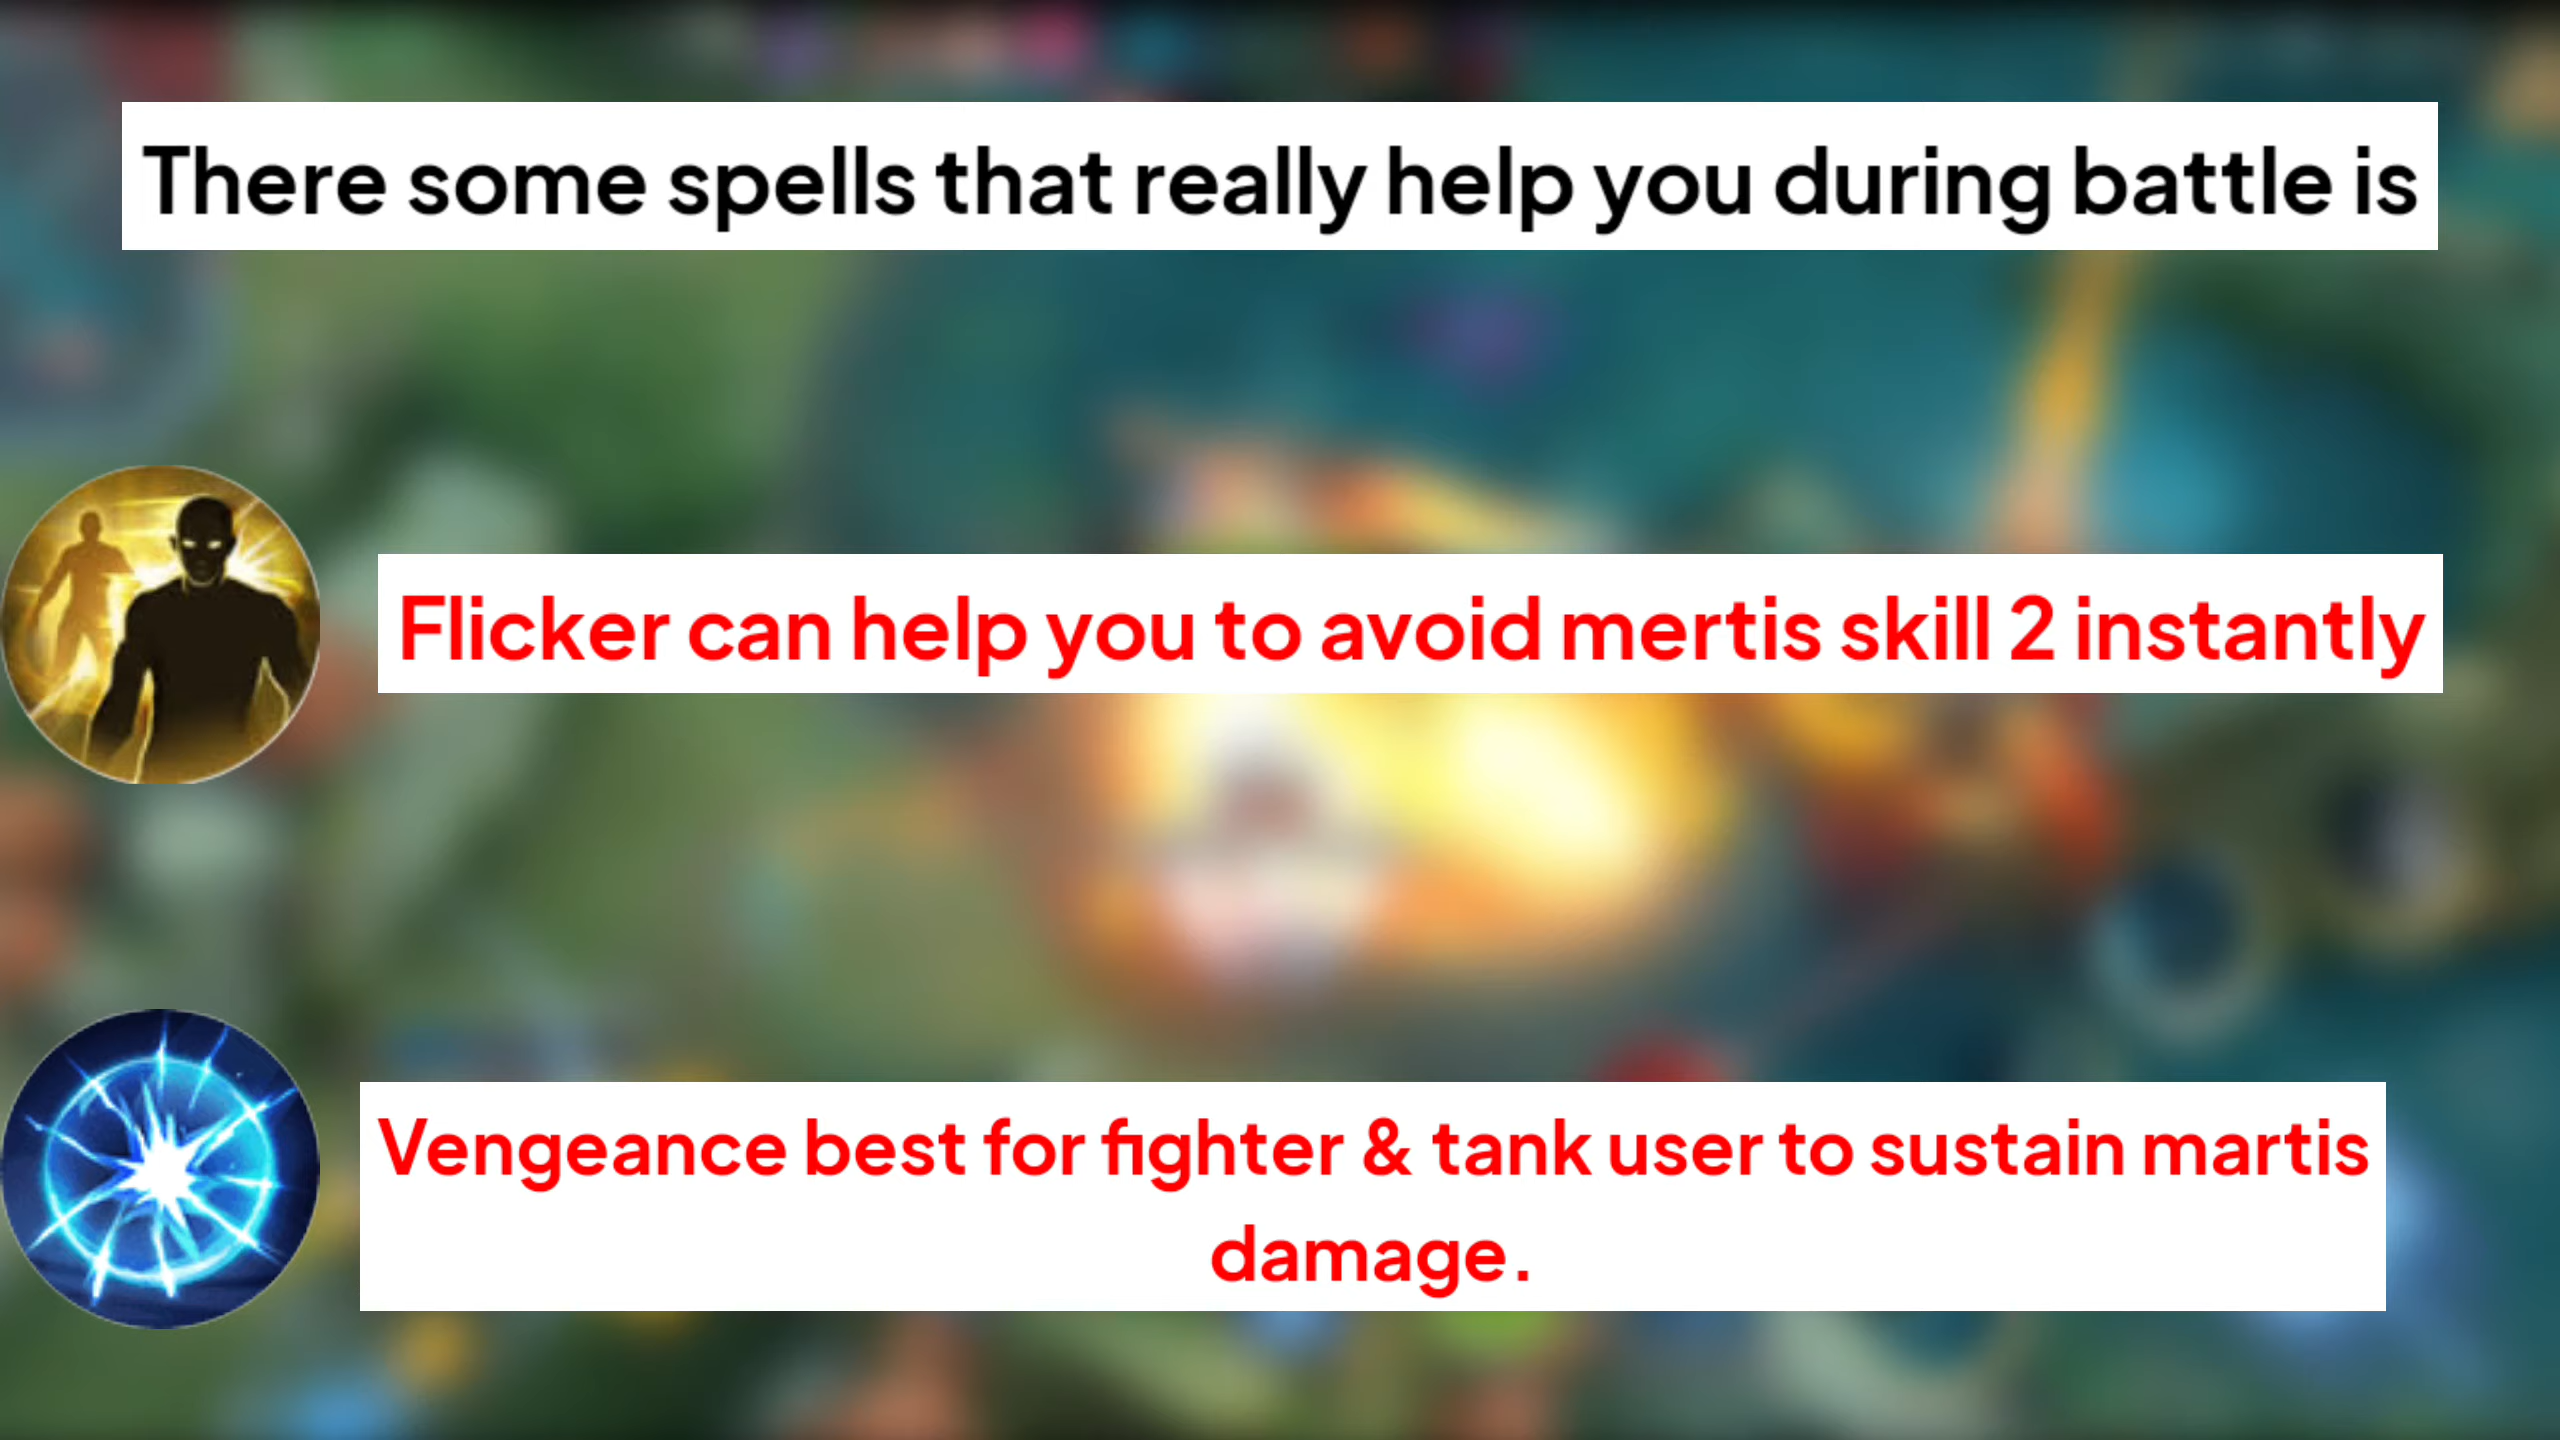 There some spells that really help you during battle is
Flicker can help you to avoid mertis skill 2 instantly
Vengeance best for fighter & tank user to sustain martis
damage.